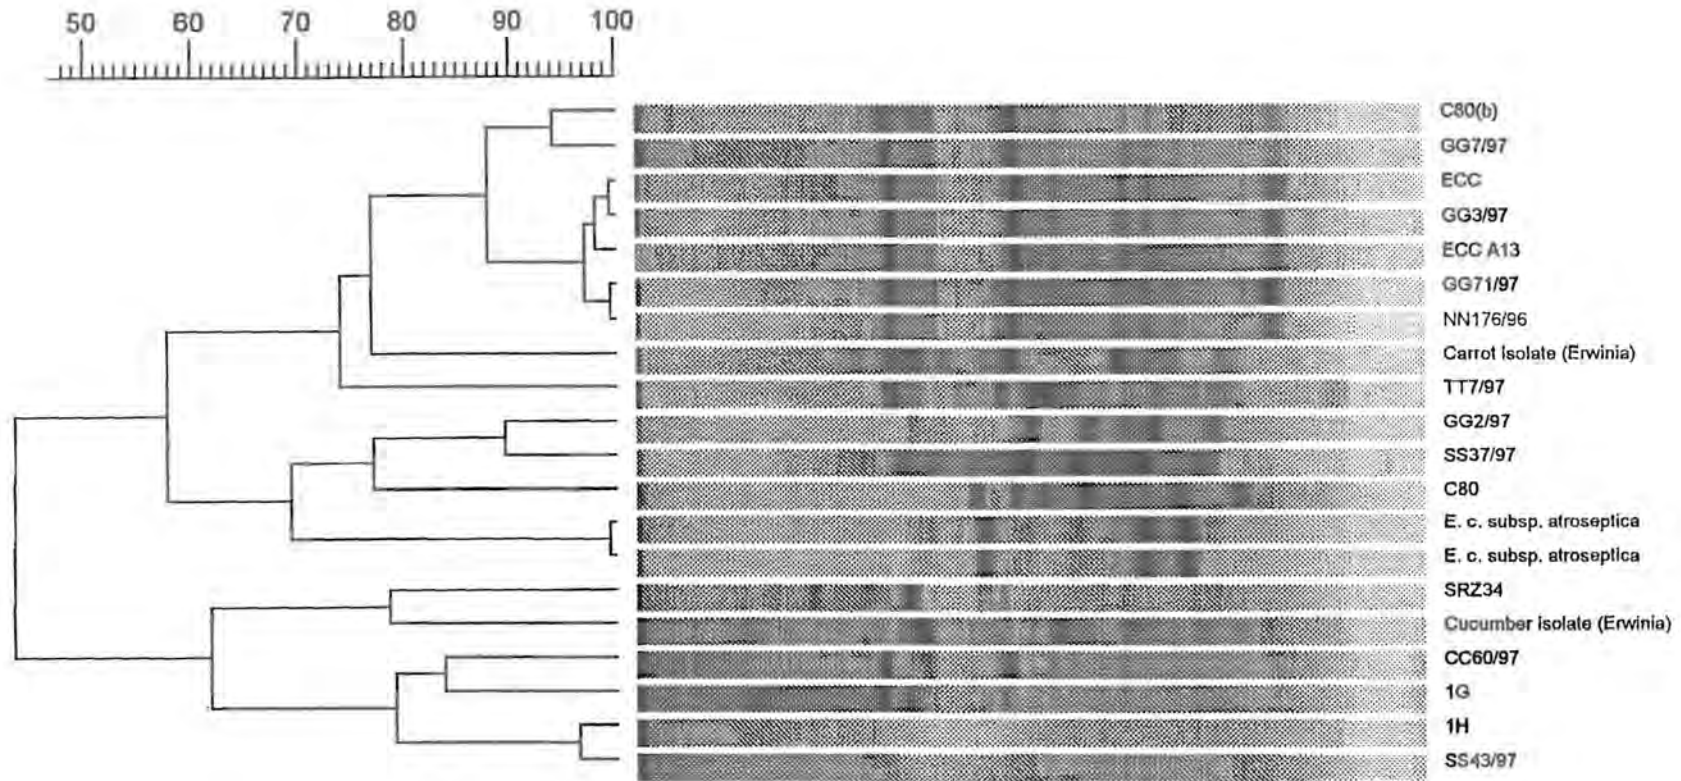 50 60 70 80 90 100
C80(b)
GG7/97
ECC
GG3/97
ECC A13
GG71/97
NN176/96
Carrot isolate (Erwinia)
TT7/97
GG2/97
SS37/97
C80
E. c. subsp. atroseptica
E. c. subsp. atroseptica
SRZ34
Cucumber isolate (Erwinia)
CC60/97
1G
1H
SS43/97